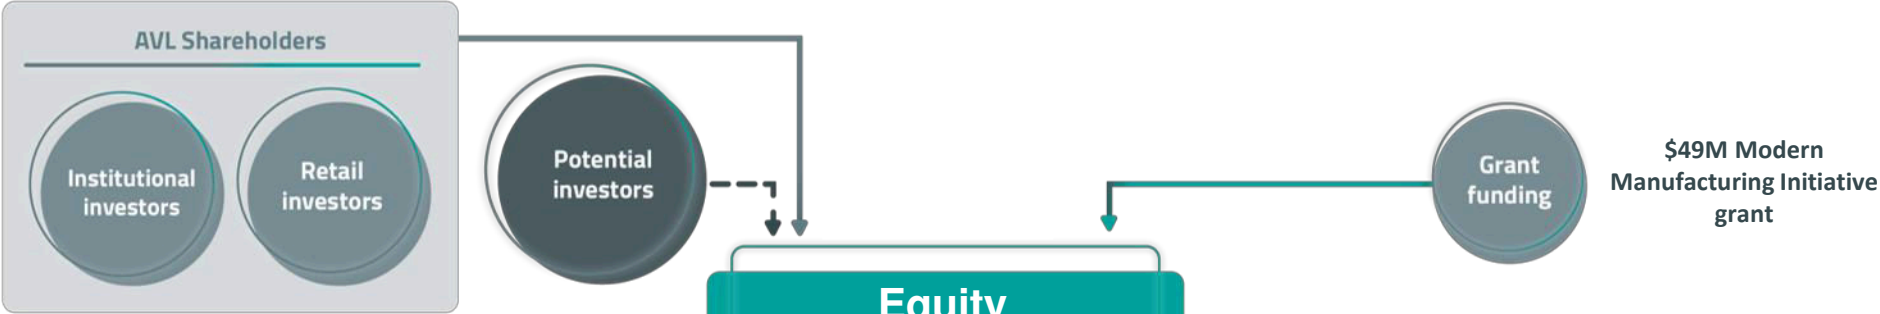 AVL Shareholders
Institutional
investors
Retail
investors
Potential
investors
Grant
funding
$49M Modern
Manufacturing Initiative
grant
Equity